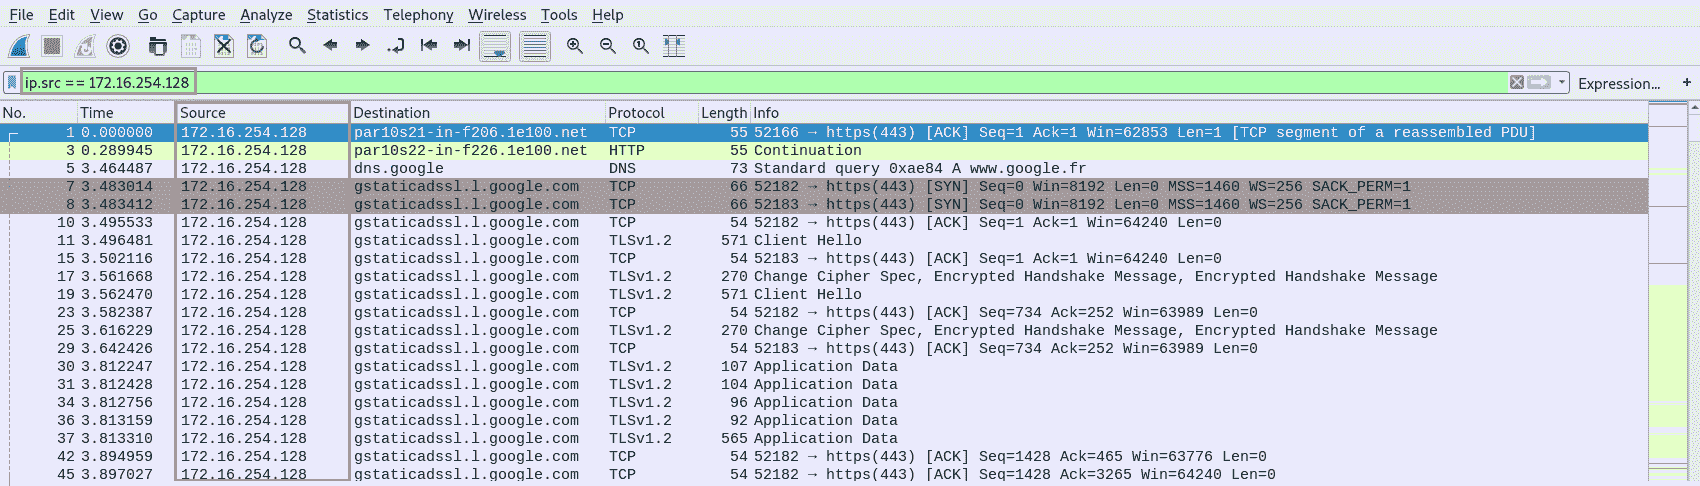 File Edit View Go Capture Analyze Statistics Telephony Wireless Tools Help
ip.src == 172.16.254.128 Expression... +
No. Time Source Destination Protocol Length Info
1 0.000000 172.16.254.128 par10s21-in-f206.1e100.net TCP 55 52166 → https(443) [ACK] Seq=1 Ack=1 Win=62853 Len=1 [TCP segment of a reassembled PDU]
3 0.289945 172.16.254.128 par10s22-in-f226.1e100.net HTTP 55 Continuation
5 3.464487 172.16.254.128 dns.google DNS 73 Standard query 0xae84 A www.google.fr
7 3.483014 172.16.254.128 gstaticadssl.l.google.com TCP 66 52182 → https(443) [SYN] Seq=0 Win=8192 Len=0 MSS=1460 WS=256 SACK_PERM=1
8 3.483412 172.16.254.128 gstaticadssl.l.google.com TCP 66 52183 → https(443) [SYN] Seq=0 Win=8192 Len=0 MSS=1460 WS=256 SACK_PERM=1
10 3.495533 172.16.254.128 gstaticadssl.l.google.com TCP 54 52182 → https(443) [ACK] Seq=1 Ack=1 Win=64240 Len=0
11 3.496481 172.16.254.128 gstaticadssl.l.google.com TLSv1.2 571 Client Hello
15 3.502116 172.16.254.128 gstaticadssl.l.google.com TCP 54 52183 → https(443) [ACK] Seq=1 Ack=1 Win=64240 Len=0
17 3.561668 172.16.254.128 gstaticadssl.l.google.com TLSv1.2 270 Change Cipher Spec, Encrypted Handshake Message, Encrypted Handshake Message
19 3.562470 172.16.254.128 gstaticadssl.l.google.com TLSv1.2 571 Client Hello
23 3.582387 172.16.254.128 gstaticadssl.l.google.com TCP 54 52182 → https(443) [ACK] Seq=734 Ack=252 Win=63989 Len=0
25 3.616229 172.16.254.128 gstaticadssl.l.google.com TLSv1.2 270 Change Cipher Spec, Encrypted Handshake Message, Encrypted Handshake Message
29 3.642426 172.16.254.128 gstaticadssl.l.google.com TCP 54 52183 → https(443) [ACK] Seq=734 Ack=252 Win=63989 Len=0
30 3.812247 172.16.254.128 gstaticadssl.l.google.com TLSv1.2 107 Application Data
31 3.812428 172.16.254.128 gstaticadssl.l.google.com TLSv1.2 104 Application Data
34 3.812756 172.16.254.128 gstaticadssl.l.google.com TLSv1.2 96 Application Data
36 3.813159 172.16.254.128 gstaticadssl.l.google.com TLSv1.2 92 Application Data
37 3.813310 172.16.254.128 gstaticadssl.l.google.com TLSv1.2 565 Application Data
42 3.894959 172.16.254.128 gstaticadssl.l.google.com TCP 54 52182 → https(443) [ACK] Seq=1428 Ack=465 Win=63776 Len=0
45 3.897027 172.16.254.128 gstaticadssl.l.google.com TCP 54 52182 → https(443) [ACK] Seq=1428 Ack=3265 Win=64240 Len=0